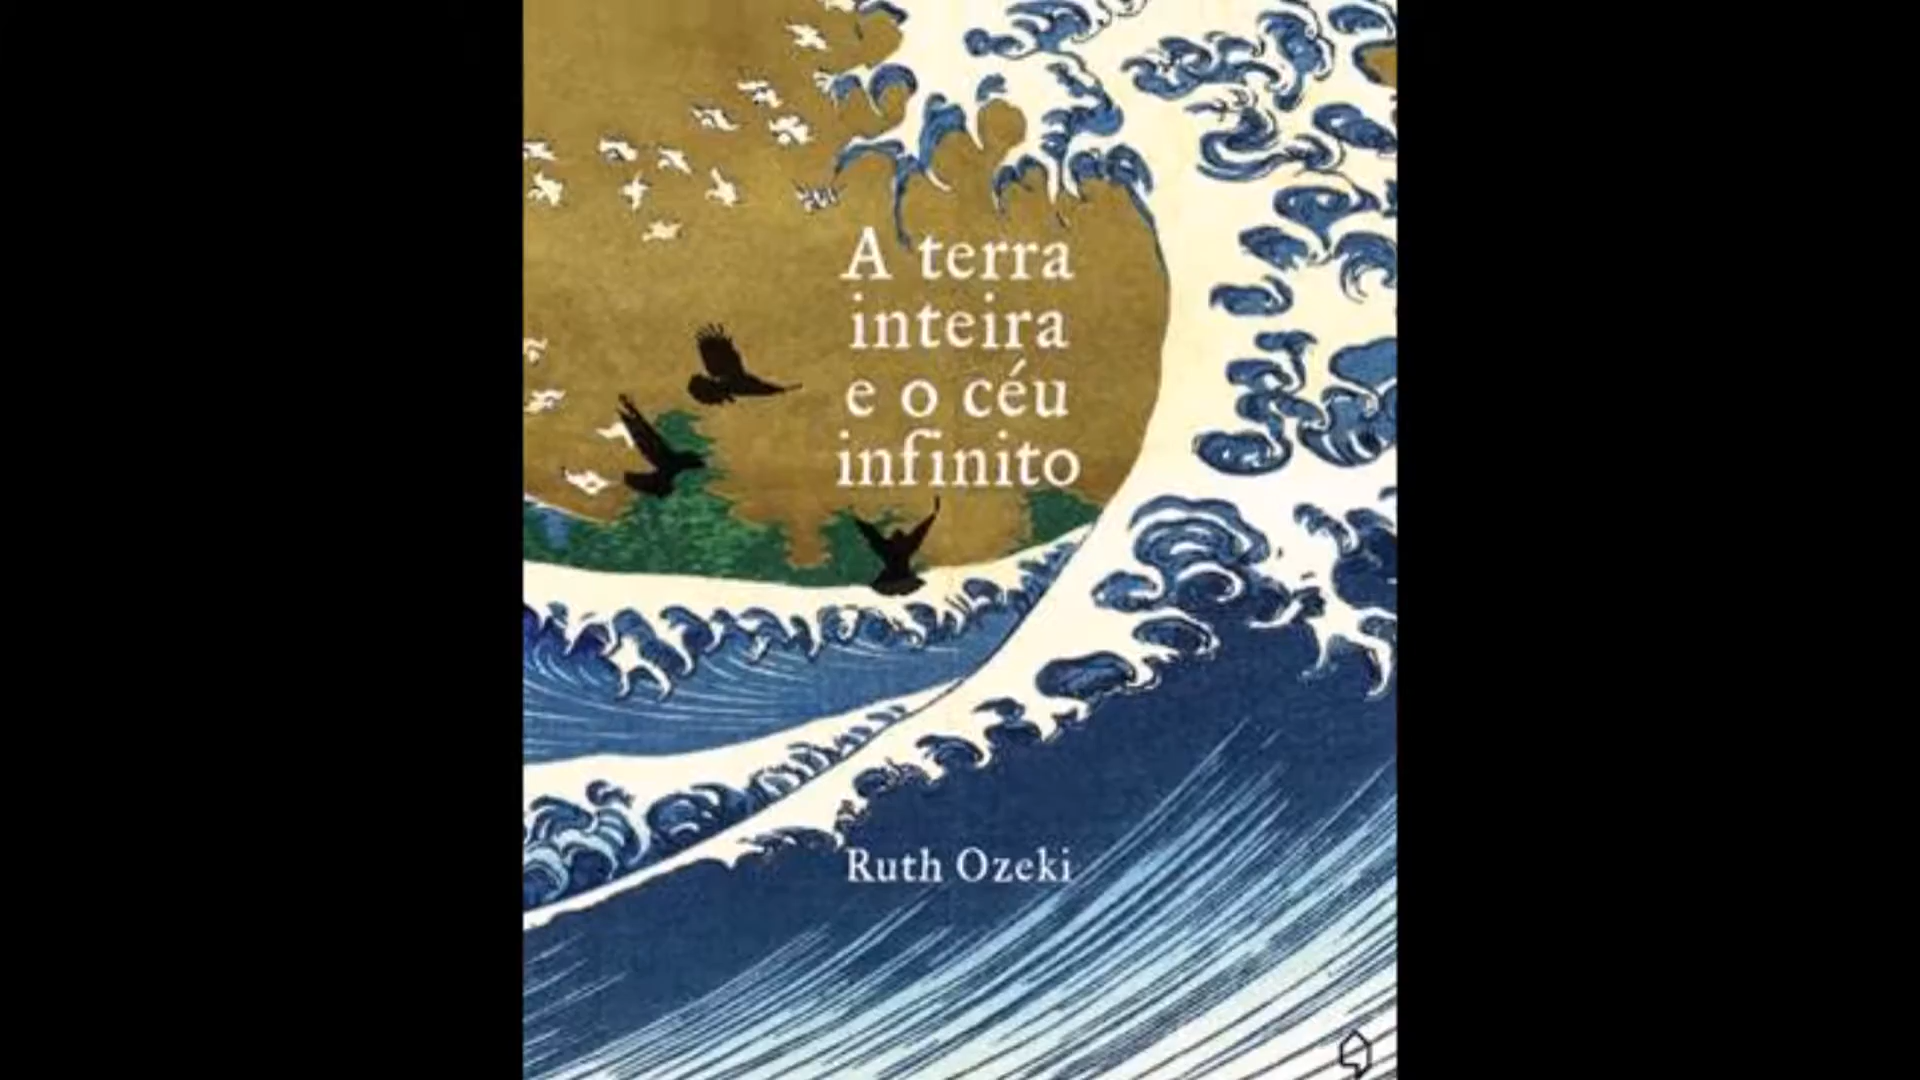 A terra
inteira
e o céu
infinito
Ruth Ozeki